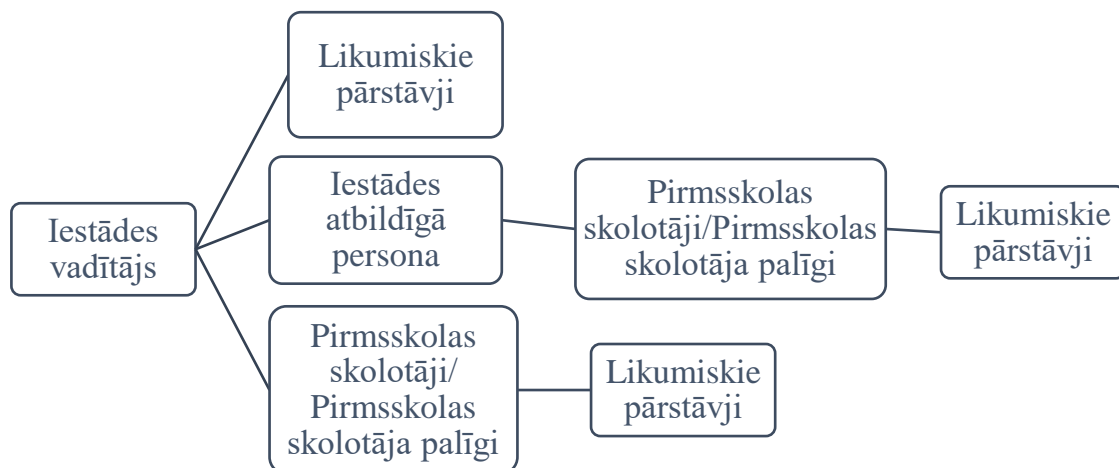 Likumiskie
pārstāvji
Iestādes
vadītājs
Iestādes
atbildīgā
persona
Pirmsskolas
skolotāji/Pirmsskolas
skolotāja palīgi
Likumiskie
pārstāvji
Pirmsskolas
skolotāji/
Pirmsskolas
skolotāja palīgi
Likumiskie
pārstāvji